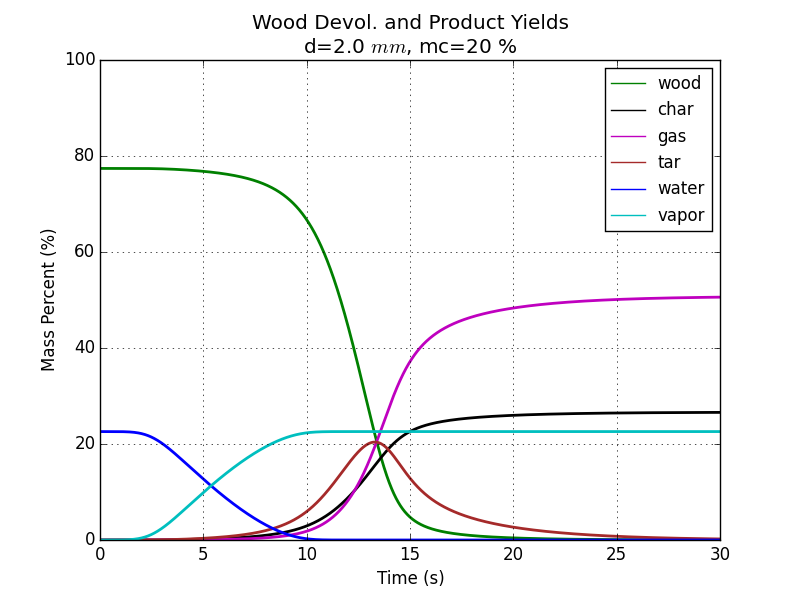 Wood Devol. and Product Yields
d=2.0 mm, mc=20 %
100
80
60
40
20
0
Mass Percent (%)
wood
char
gas
tar
water
vapor
0 5 10 15 20 25 30
Time (s)